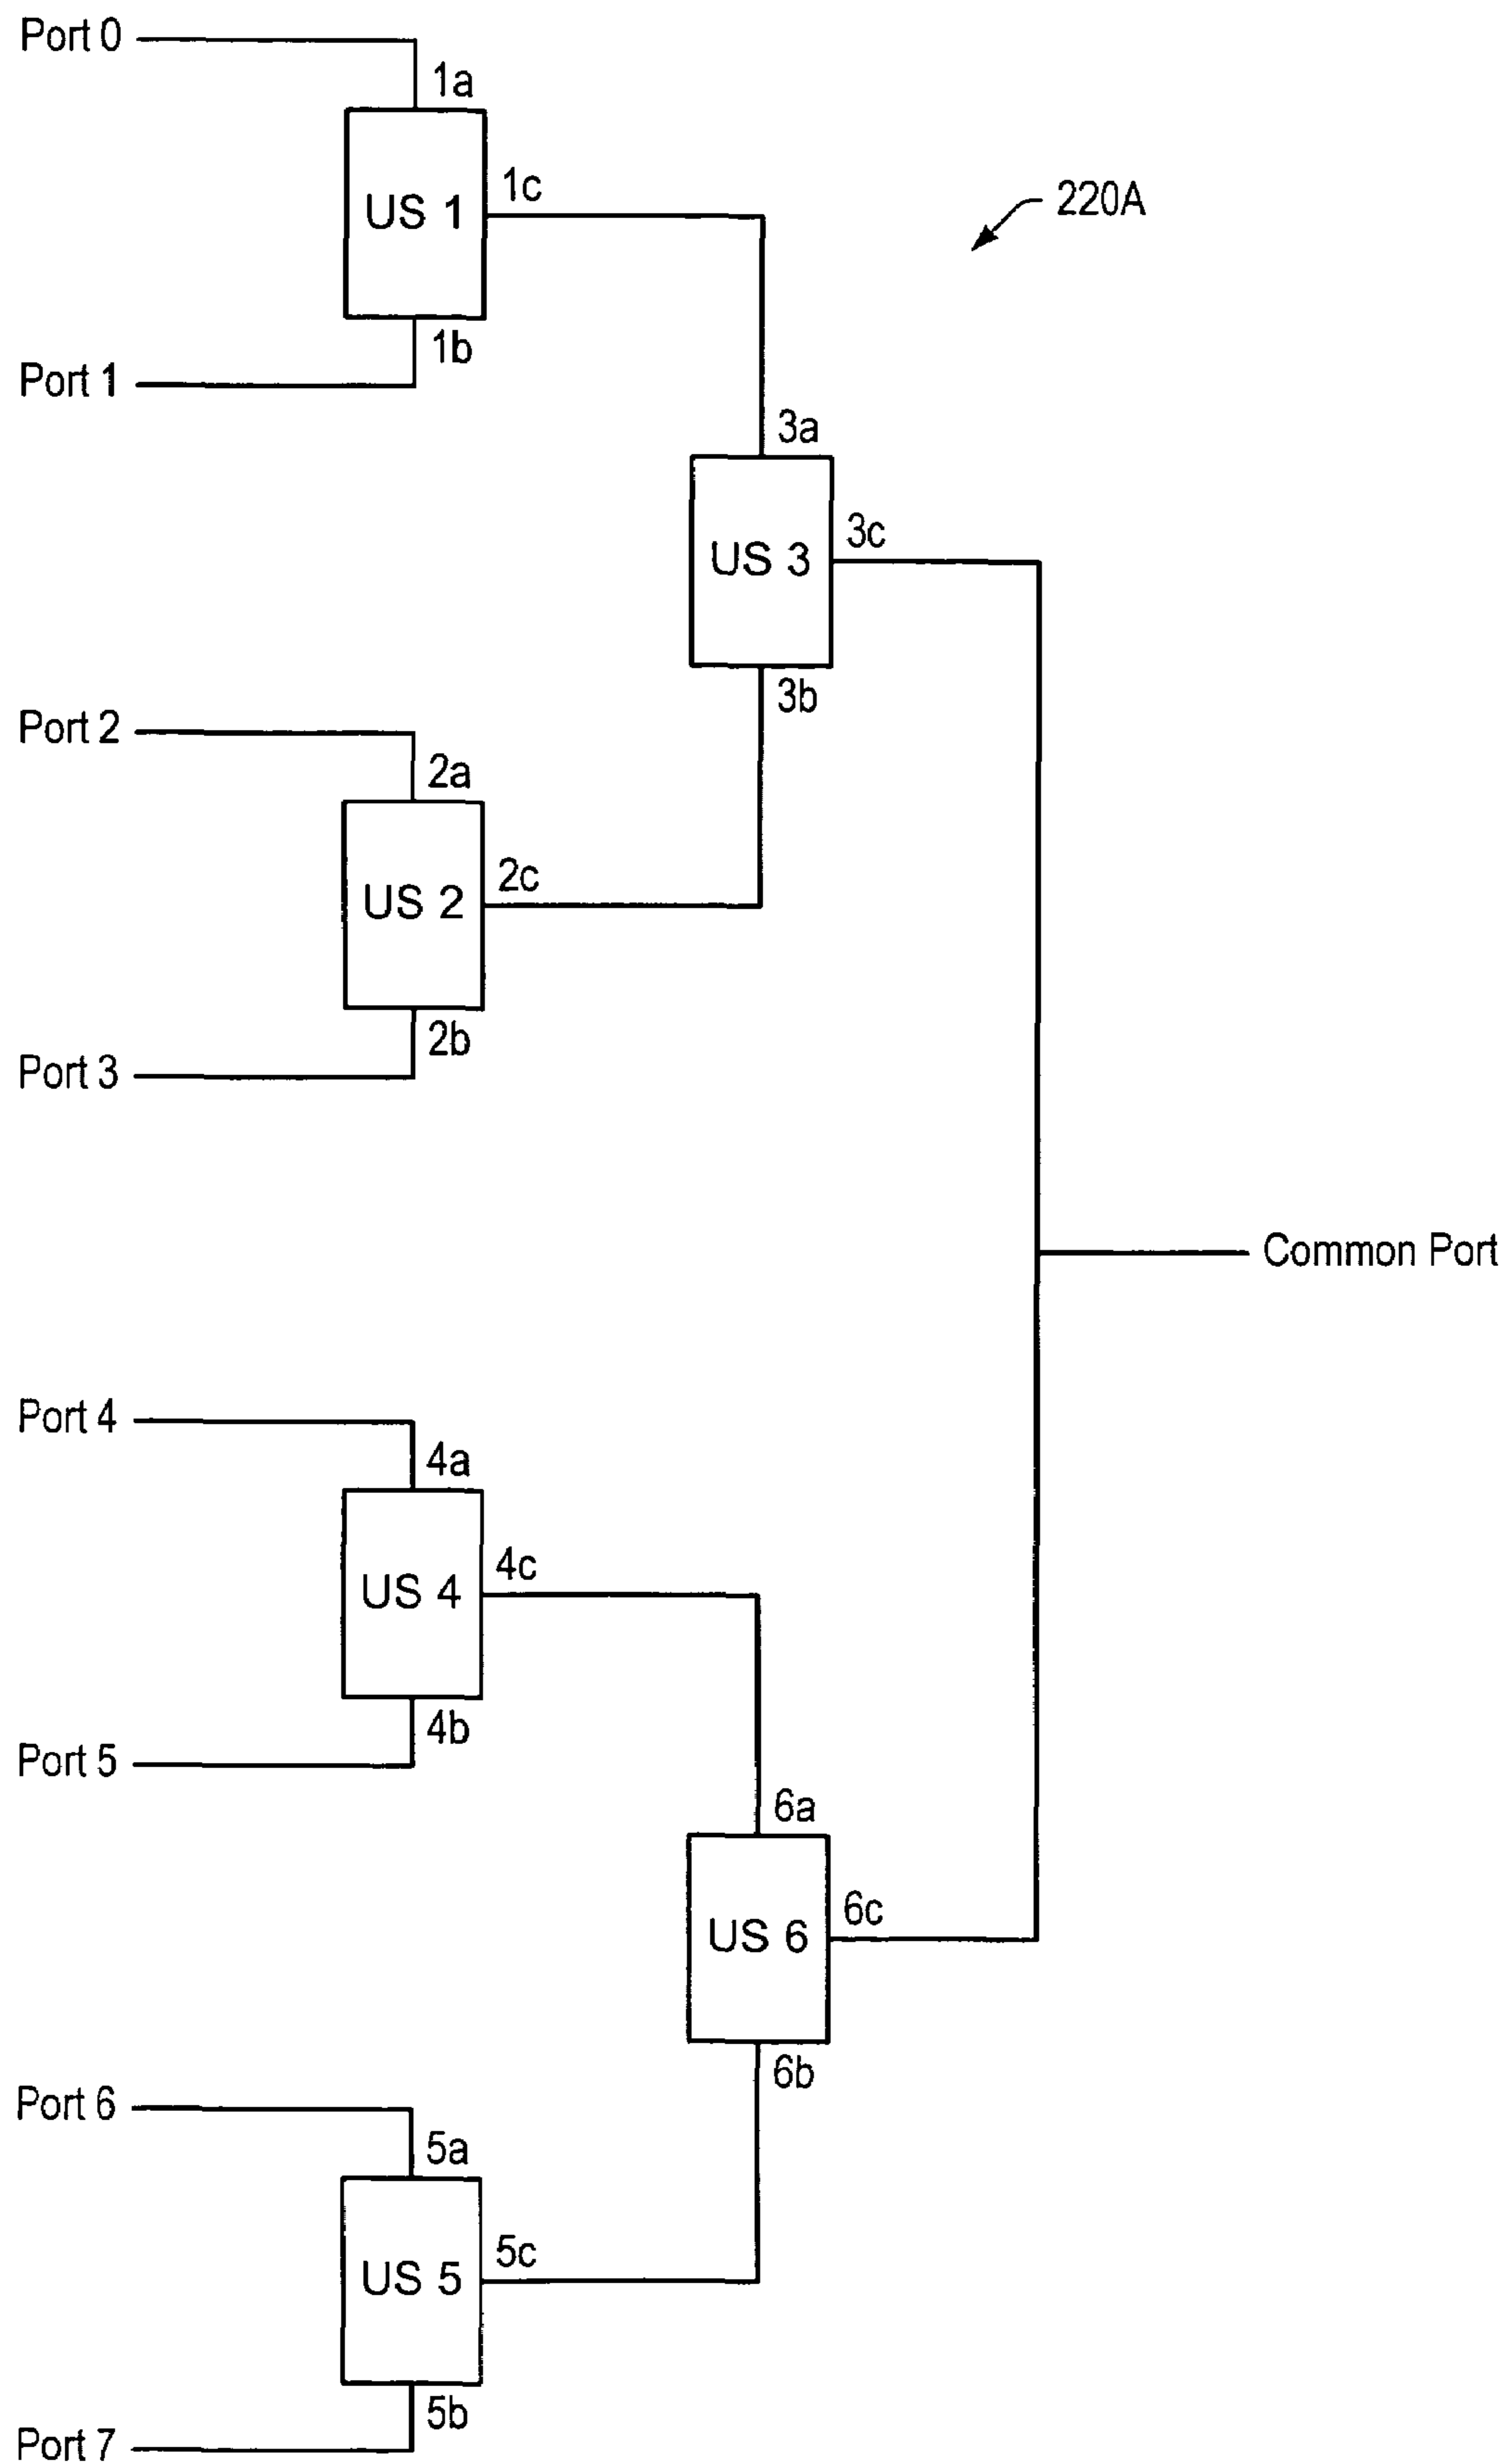 Port 0
1a
US 1
1c
220A
1b
Port 1
3a
US 3
3c
3b
Port 2
2a
US 2
2c
2b
Port 3
Common Port
Port 4
4a
US 4
4c
4b
Port 5
6a
US 6
6c
6b
Port 6
5a
US 5
5c
5b
Port 7